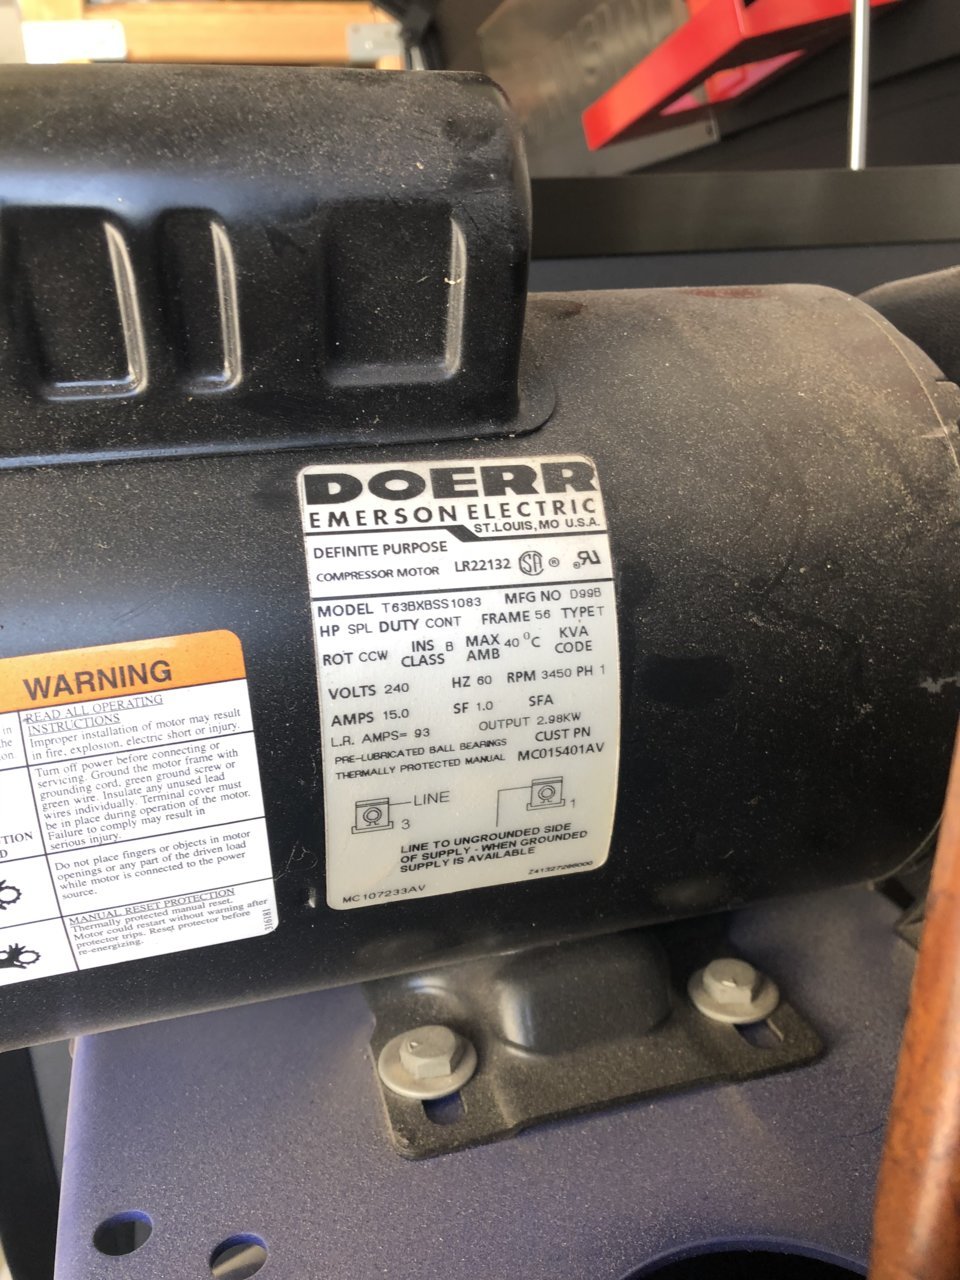 DOERR
EMERSON ELECTRIC
ST.LOUIS, MO U.S.A.
DEFINITE PURPOSE
COMPRESSOR MOTOR LR22132 SA ® ®
MODEL T63BXBSS1083 MFG NO D99B
HP SPL DUTY CONT FRAME 56 TYPE T
ROT CCW INS CLASS B MAX AMB 40 °C KVA CODE
VOLTS 240 HZ 60 RPM 3450 PH 1
AMPS 15.0 SF 1.0 SFA
L.R. AMPS= 93 OUTPUT 2.98KW
PRE-LUBRICATED BALL BEARINGS CUST PN
THERMALLY PROTECTED MANUAL MC015401AV
LINE
3
1
LINE TO UNGROUNDED SIDE
OF SUPPLY - WHEN GROUNDED
SUPPLY IS AVAILABLE
MC107233AV
WARNING
READ ALL OPERATING
INSTRUCTIONS
Improper installation of motor may result
in fire, explosion, electric short or injury.
Turn off power before connecting or
servicing. Ground the motor frame with
grounding cord, green ground screw or
green wire. Insulate any unused lead
wires individually. Terminal cover must
be in place during operation of the motor.
Failure to comply may result in
serious injury.
Do not place fingers or objects in motor
openings or any part of the driven load
while motor is connected to the power
source.
MANUAL RESET PROTECTION
Thermally protected manual reset.
Motor could restart without warning after
protector trips. Reset protector before
re-energizing.
316181